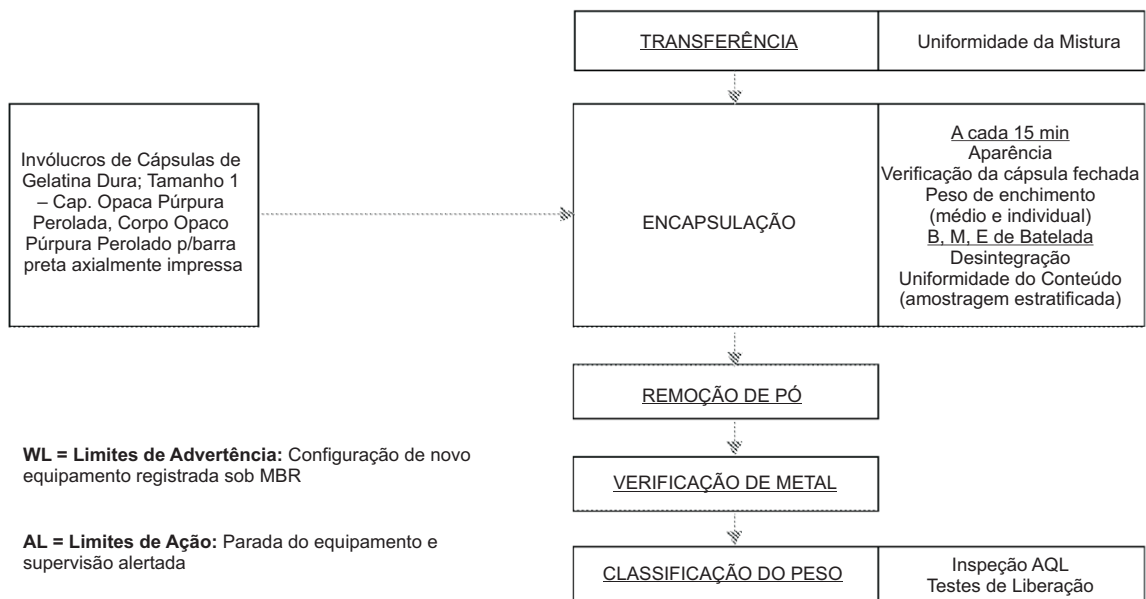 TRANSFERÊNCIA
Uniformidade da Mistura
Invólucros de Cápsulas de
Gelatina Dura; Tamanho 1
– Cap. Opaca Púrpura
Perolada, Corpo Opaco
Púrpura Perolado p/barra
preta axialmente impressa
ENCAPSULAÇÃO
A cada 15 min
Aparência
Verificação da cápsula fechada
Peso de enchimento
(médio e individual)
B, M, E de Batelada
Desintegração
Uniformidade do Conteúdo
(amostragem estratificada)
REMOÇÃO DE PÓ
WL = Limites de Advertência: Configuração de novo
equipamento registrada sob MBR
VERIFICAÇÃO DE METAL
AL = Limites de Ação: Parada do equipamento e
supervisão alertada
CLASSIFICAÇÃO DO PESO
Inspeção AQL
Testes de Liberação